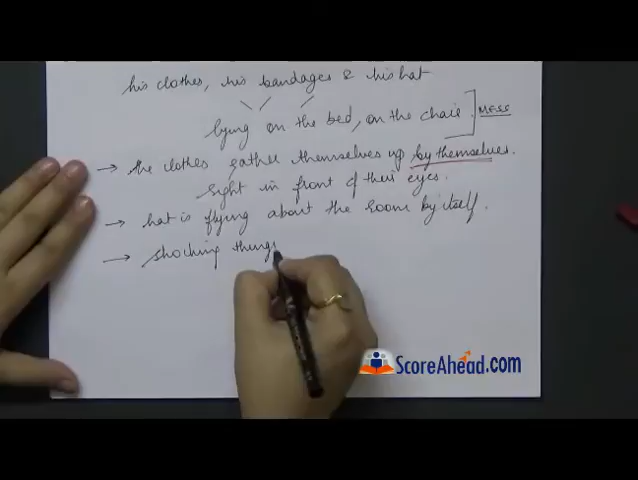 his clothes, his bandages & his hat
lying on the bed, on the chair. MESS
→ the clothes gather themselves up by themselves.
right in front of their eyes.
→ hat is flying about the room by itself.
→ shocking things
ScoreAhead.com